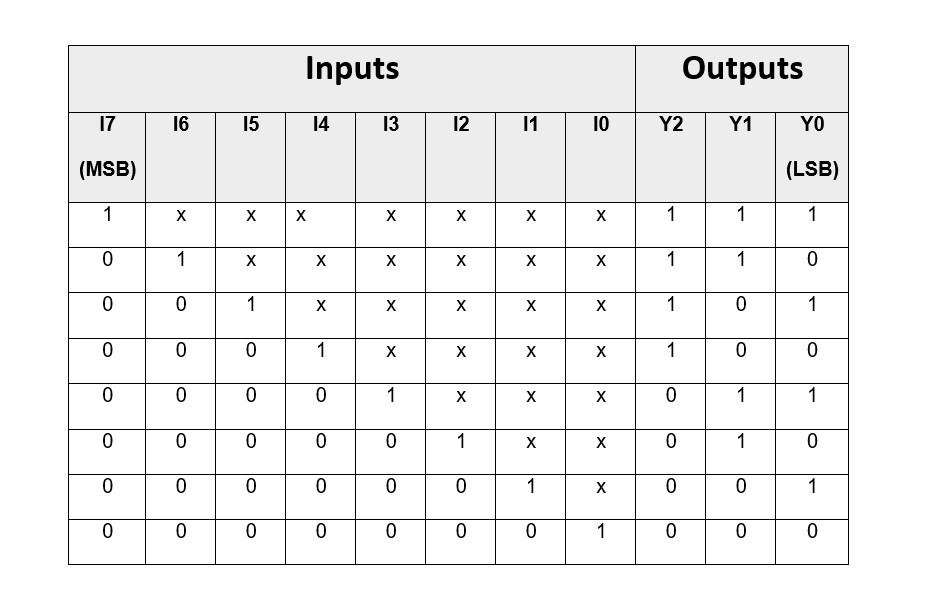 Inputs Outputs
I7 I6 I5 I4 I3 I2 I1 I0 Y2 Y1 Y0
(MSB) (LSB)
1 x x x x x x x 1 1 1
0 1 x x x x x x 1 1 0
0 0 1 x x x x x 1 0 1
0 0 0 1 x x x x 1 0 0
0 0 0 0 1 x x x 0 1 1
0 0 0 0 0 1 x x 0 1 0
0 0 0 0 0 0 1 x 0 0 1
0 0 0 0 0 0 0 1 0 0 0